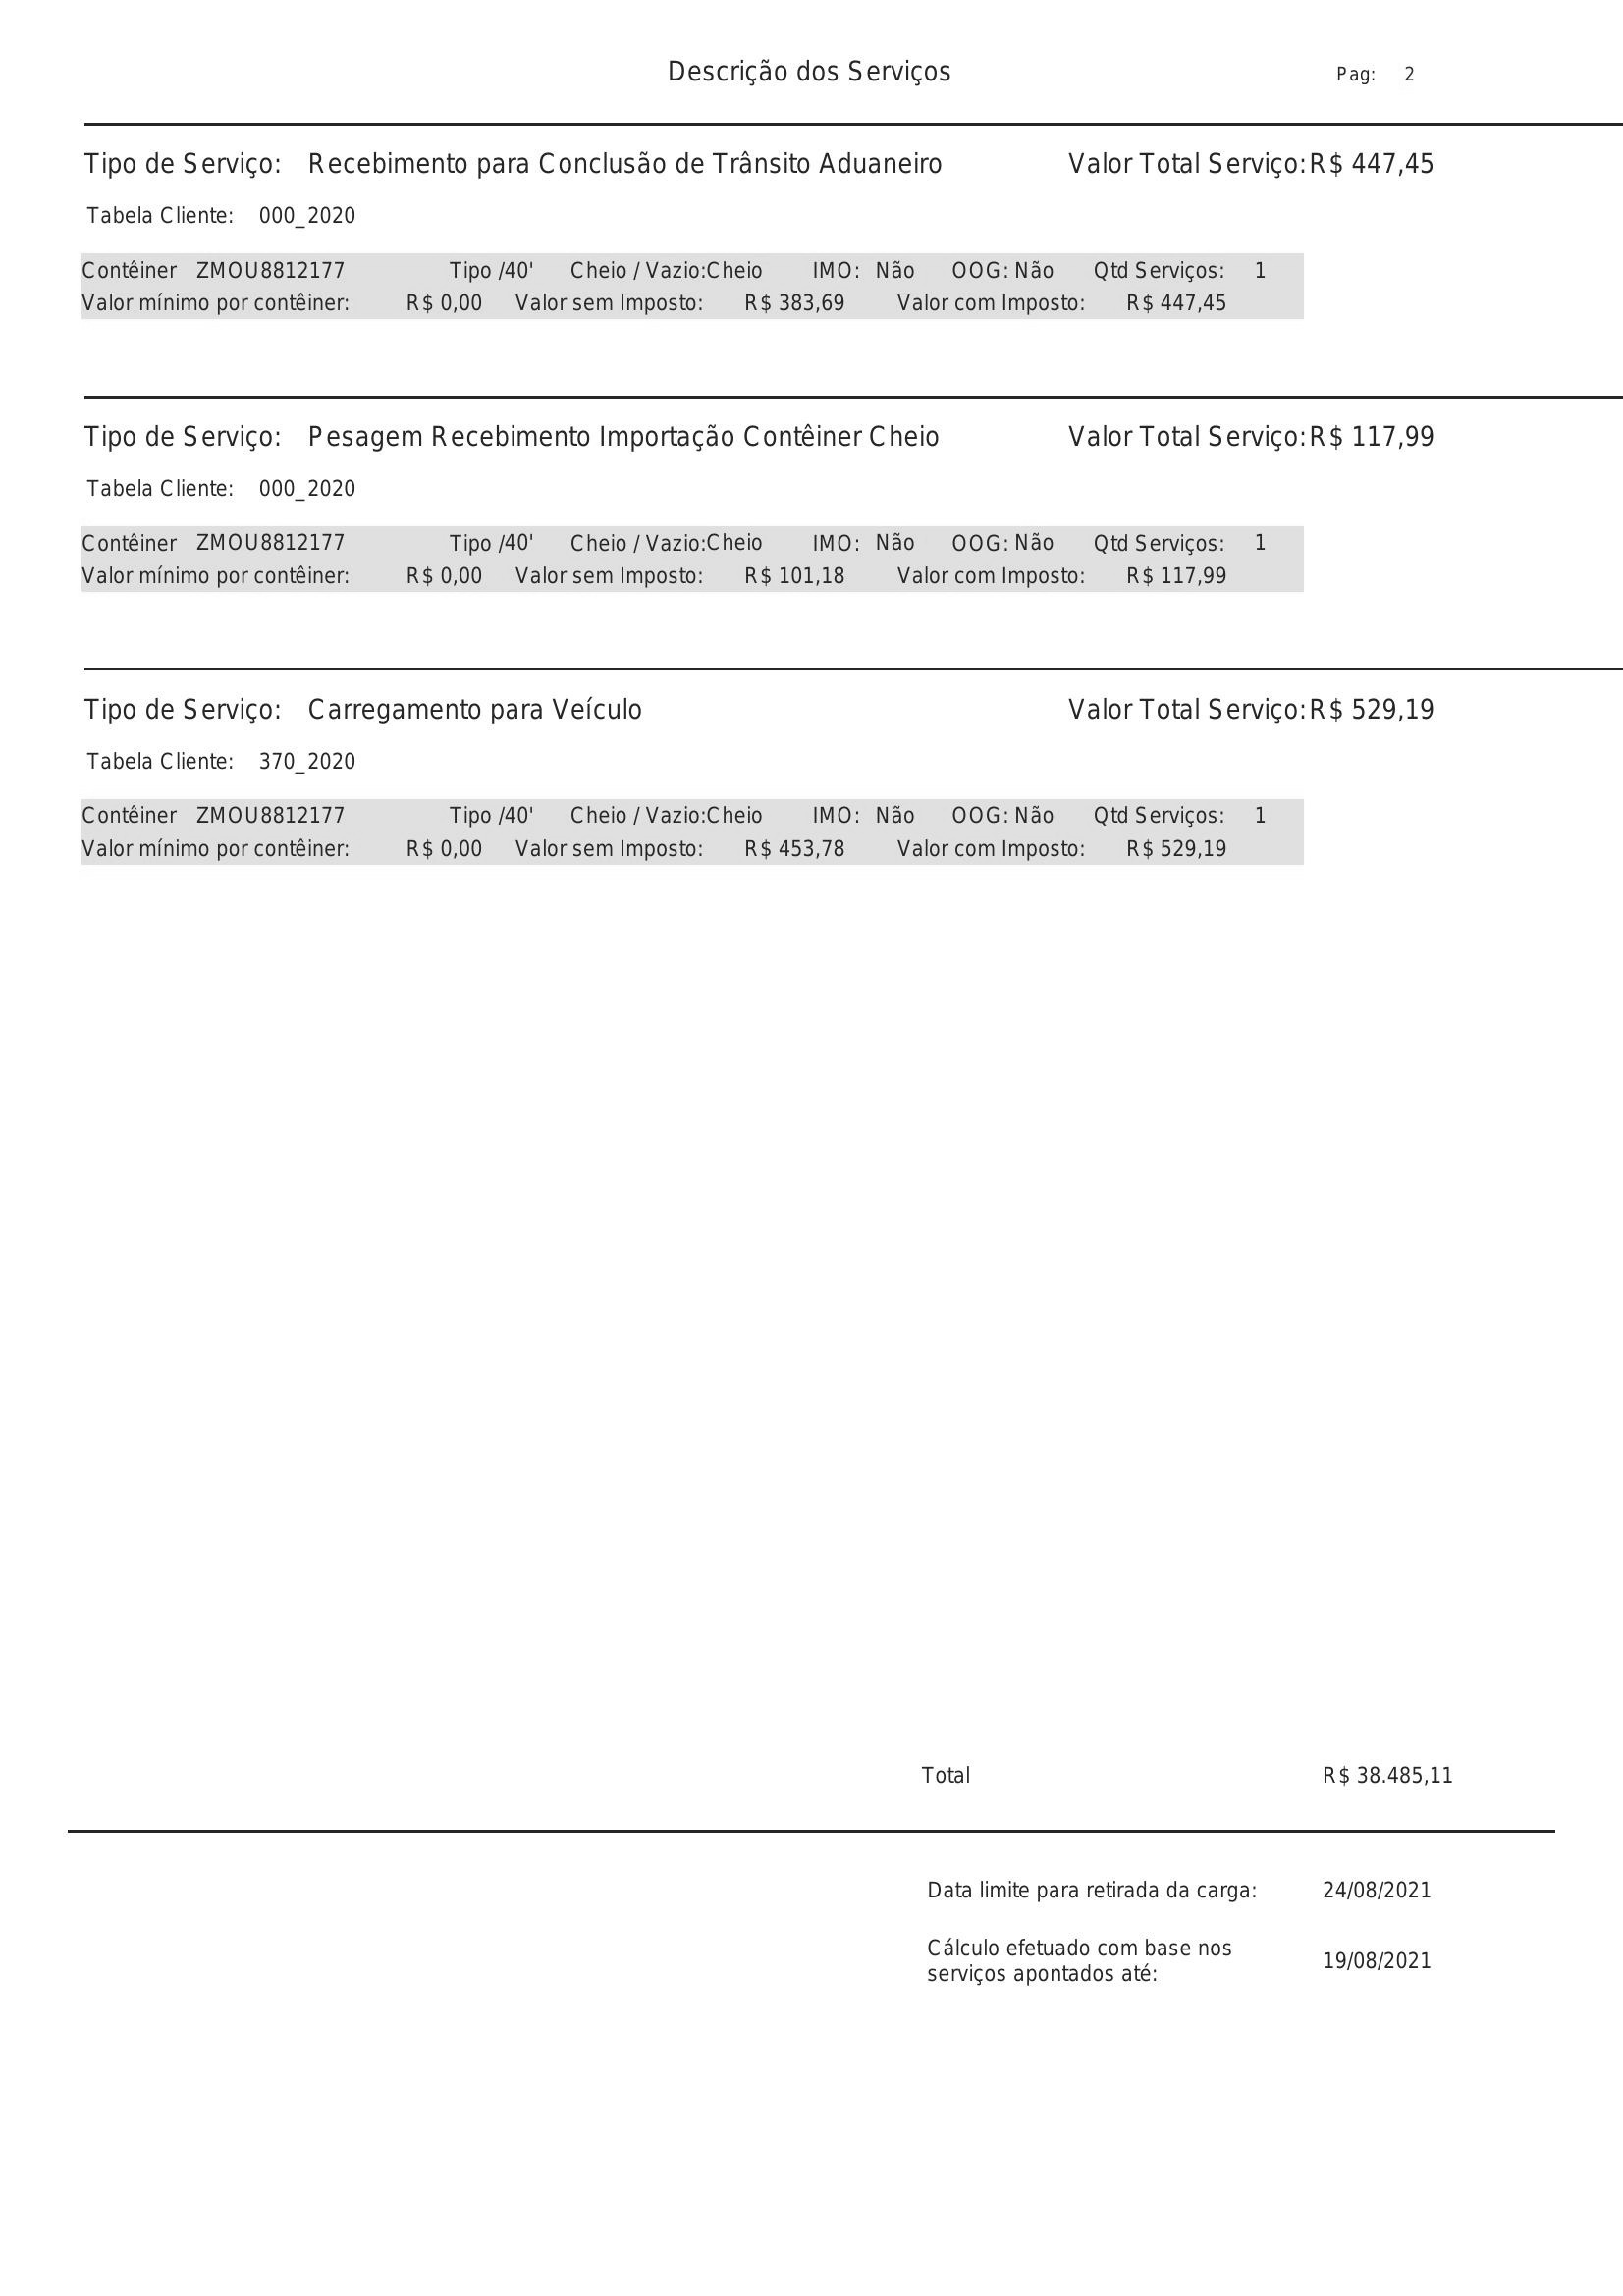 Descrição dos Serviços Pag: 2
Tipo de Serviço: Recebimento para Conclusão de Trânsito Aduaneiro Valor Total Serviço: R$ 447,45
Tabela Cliente: 000_2020
Contêiner ZMOU8812177 Tipo /40' Cheio / Vazio:Cheio IMO: Não OOG: Não Qtd Serviços: 1
Valor mínimo por contêiner: R$ 0,00 Valor sem Imposto: R$ 383,69 Valor com Imposto: R$ 447,45
Tipo de Serviço: Pesagem Recebimento Importação Contêiner Cheio Valor Total Serviço: R$ 117,99
Tabela Cliente: 000_2020
Contêiner ZMOU8812177 Tipo /40' Cheio / Vazio:Cheio IMO: Não OOG: Não Qtd Serviços: 1
Valor mínimo por contêiner: R$ 0,00 Valor sem Imposto: R$ 101,18 Valor com Imposto: R$ 117,99
Tipo de Serviço: Carregamento para Veículo Valor Total Serviço: R$ 529,19
Tabela Cliente: 370_2020
Contêiner ZMOU8812177 Tipo /40' Cheio / Vazio:Cheio IMO: Não OOG: Não Qtd Serviços: 1
Valor mínimo por contêiner: R$ 0,00 Valor sem Imposto: R$ 453,78 Valor com Imposto: R$ 529,19
Total R$ 38.485,11
Data limite para retirada da carga: 24/08/2021
Cálculo efetuado com base nos
serviços apontados até: 19/08/2021